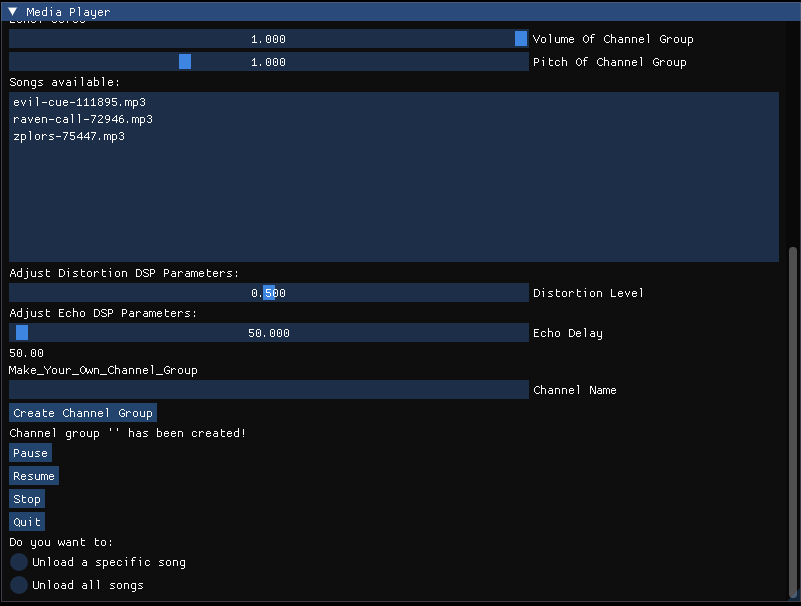 Media Player
1.000 Volume Of Channel Group
1.000 Pitch Of Channel Group
Songs available:
evil-cue-111895.mp3
raven-call-72946.mp3
zplors-75447.mp3
Adjust Distortion DSP Parameters:
0.500 Distortion Level
Adjust Echo DSP Parameters:
50.000 Echo Delay
50.00
Make_Your_Own_Channel_Group
Channel Name
Create Channel Group
Channel group '' has been created!
Pause
Resume
Stop
Quit
Do you want to:
Unload a specific song
Unload all songs